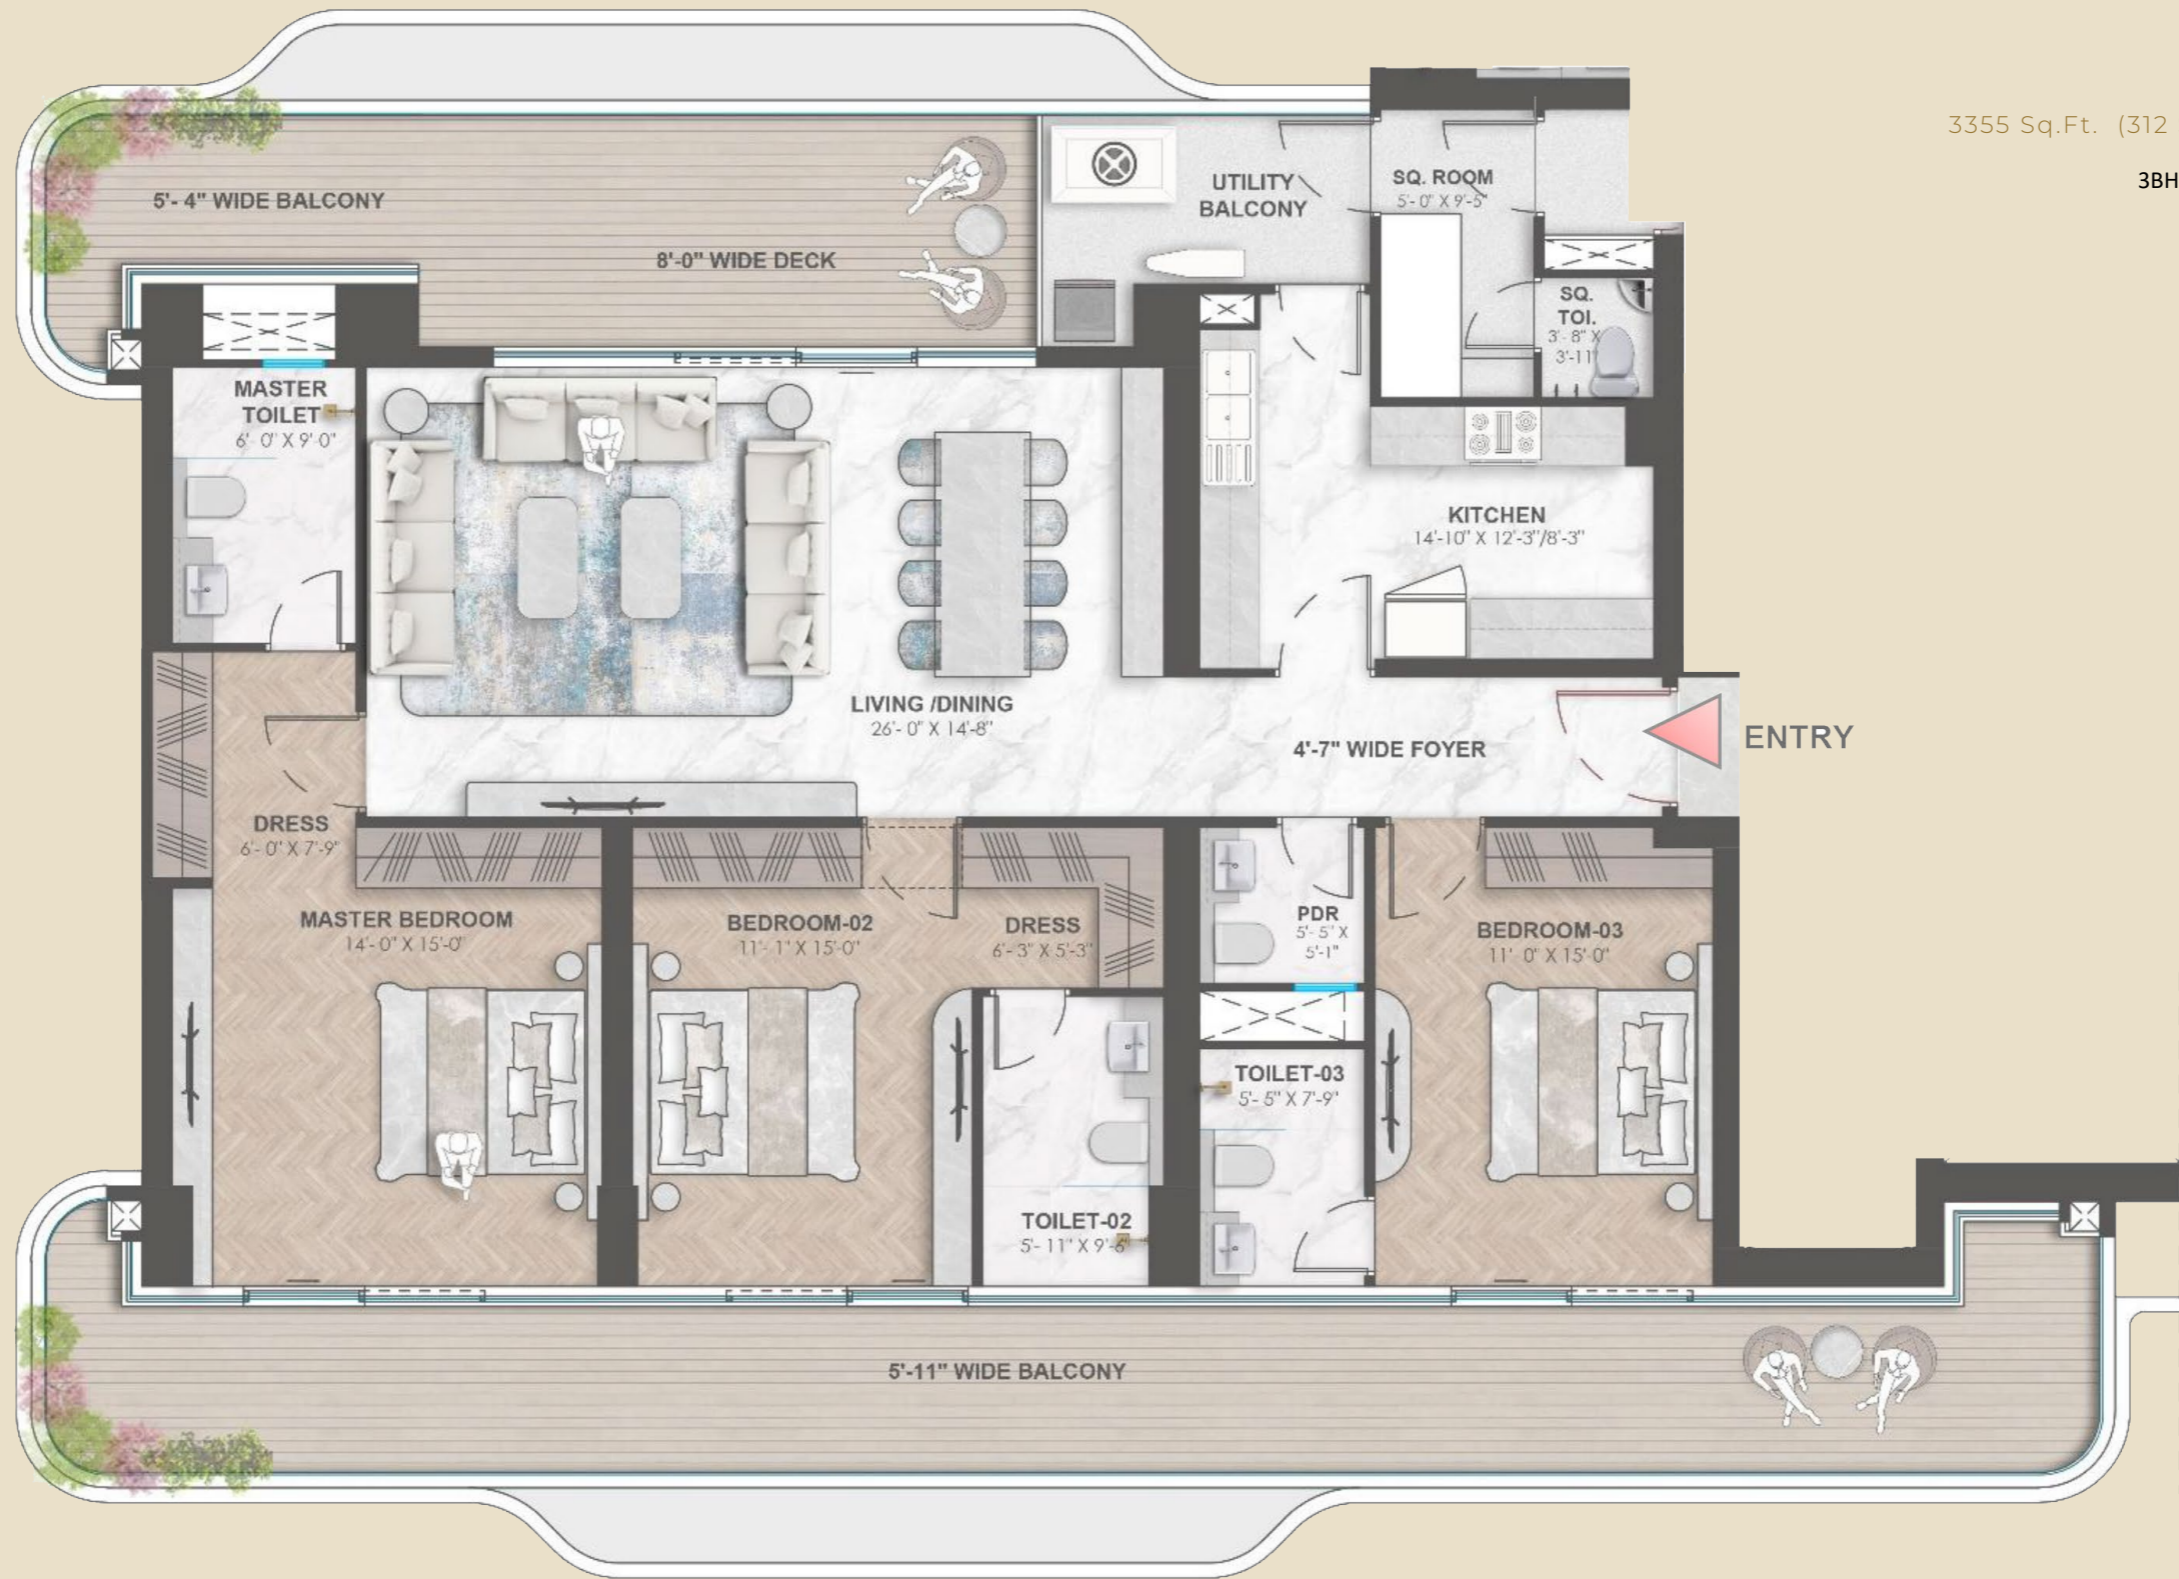 3355 Sq.Ft. (312
3BH
5'- 4" WIDE BALCONY
8'-0" WIDE DECK
UTILITY
BALCONY
SQ. ROOM
5'- 0" X 9'-5"
SQ.
TOI.
3'- 8" X
3'-11"
MASTER
TOILET
6'- 0" X 9'-0"
KITCHEN
14'-10" X 12'-3"/8'-3"
LIVING /DINING
26'- 0" X 14'-8"
4'-7" WIDE FOYER
ENTRY
DRESS
6'- 0" X 7'-9"
MASTER BEDROOM
14'- 0" X 15'-0"
BEDROOM-02
11'- 1" X 15'-0"
DRESS
6'- 3" X 5'-3"
PDR
5'- 5" X
5'-1"
BEDROOM-03
11' 0" X 15'-0"
TOILET-03
5'- 5" X 7'-9"
TOILET-02
5'- 11" X 9'-6"
5'-11" WIDE BALCONY